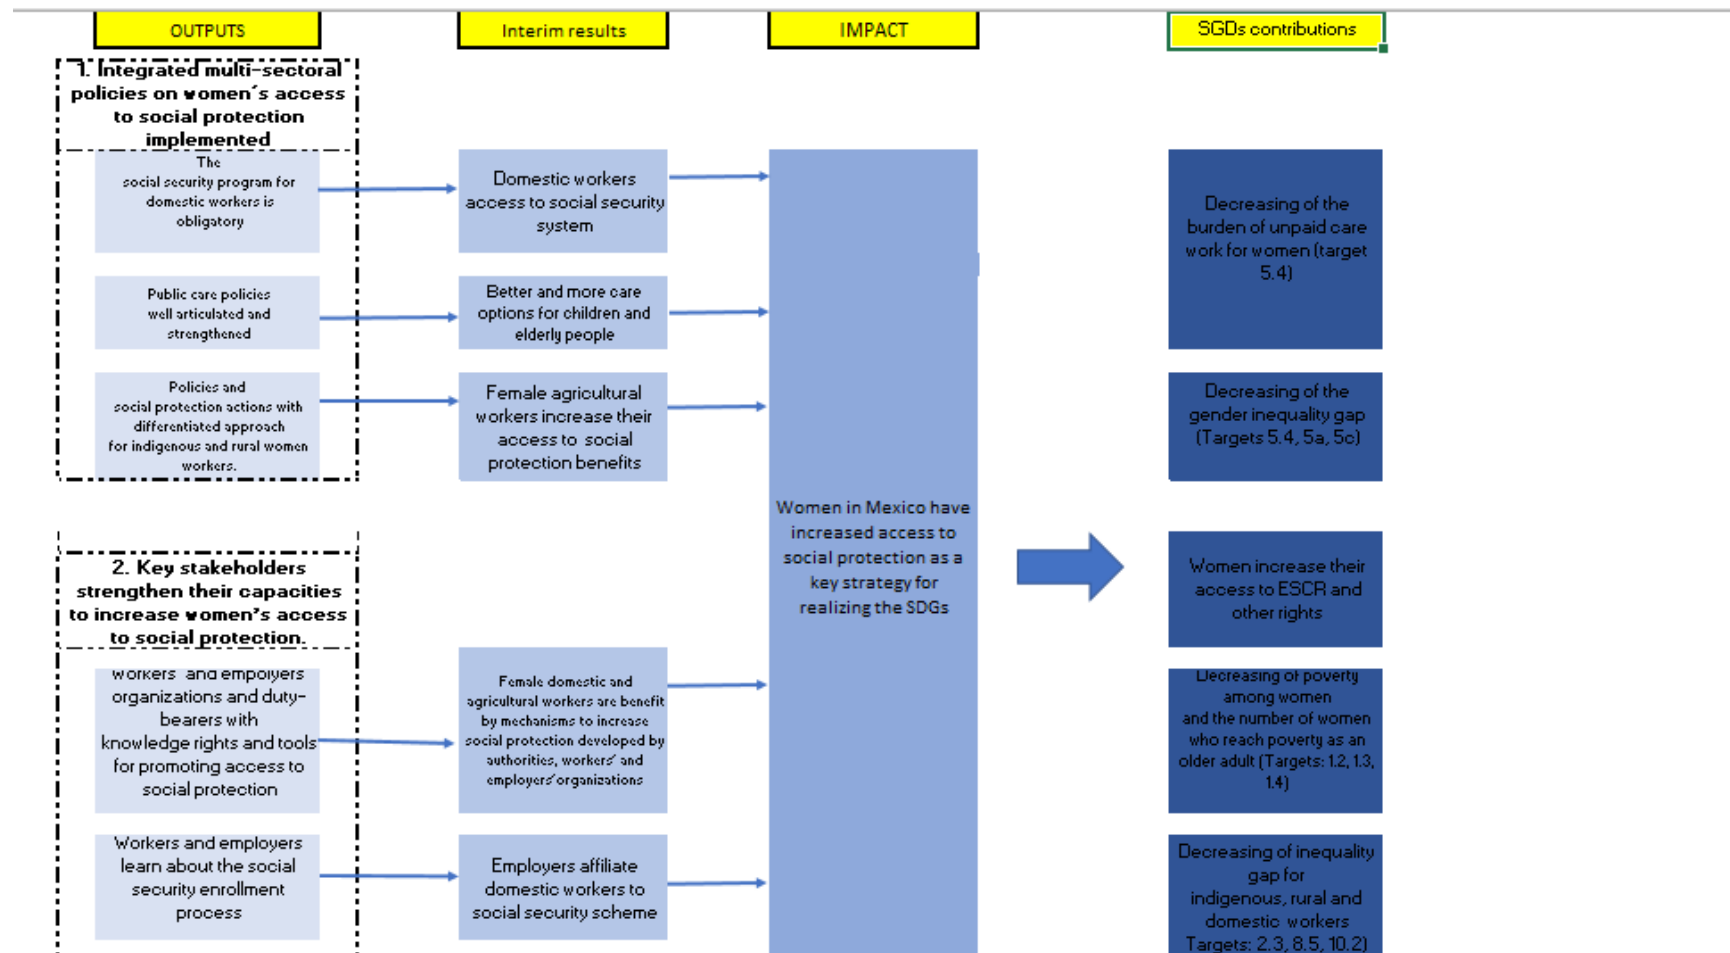 OUTPUTS
Interim results
IMPACT
SGDs contributions
1. Integrated multi-sectoral
policies on women´s access
to social protection
implemented
The
social security program for
domestic workers is
obligatory
Domestic workers
access to social security
system
Public care policies
well articulated and
strengthened
Better and more care
options for children and
elderly people
Policies and
social protection actions with
differentiated approach
for indigenous and rural women
workers.
Female agricultural
workers increase their
access to social
protection benefits
2. Key stakeholders
strengthen their capacities
to increase women's access
to social protection.
Workers´ and empolyers
organizations and duty-
bearers with
knowledge rights and tools
for promoting access to
social protection
Female domestic and
agricultural workers are benefit
by mechanisms to increase
social protection developed by
authorities, workers' and
employers'organizations
Workers and employers
learn about the social
security enrollment
process
Employers affiliate
domestic workers to
social security scheme
Women in Mexico have
increased access to
social protection as a
key strategy for
realizing the SDGs
Decreasing of the
burden of unpaid care
work for women (target
5.4)
Decreasing of the
gender inequality gap
(Targets 5.4, 5a, 5c)
Women increase their
access to ESCR and
other rights
Decreasing of poverty
among women
and the number of women
who reach poverty as an
older adult (Targets: 1.2, 1.3,
1.4)
Decreasing of inequality
gap for
indigenous, rural and
domestic workers
Targets: 2.3, 8.5, 10.2)